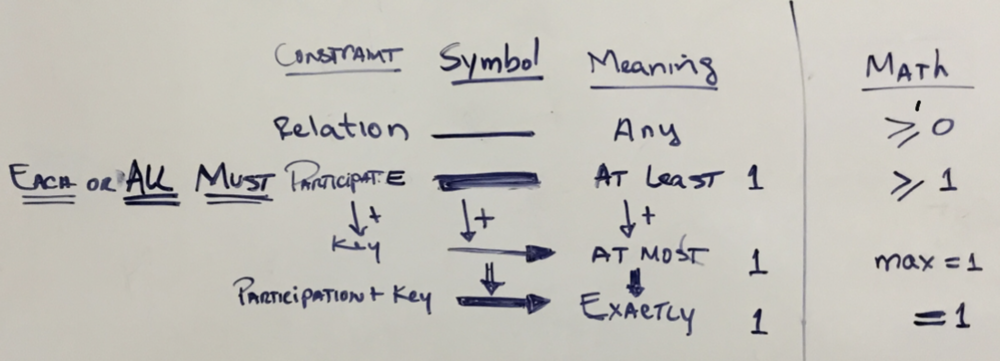 CONSTRAINT Symbol Meaning MATh
Relation Any ≥ 0
EACH OR ALL MUST PARTICIPATE AT LeAST 1 ≥ 1
+ + +
Key AT MOST 1 max = 1
PARTICIPATION + Key EXACTLY 1 = 1